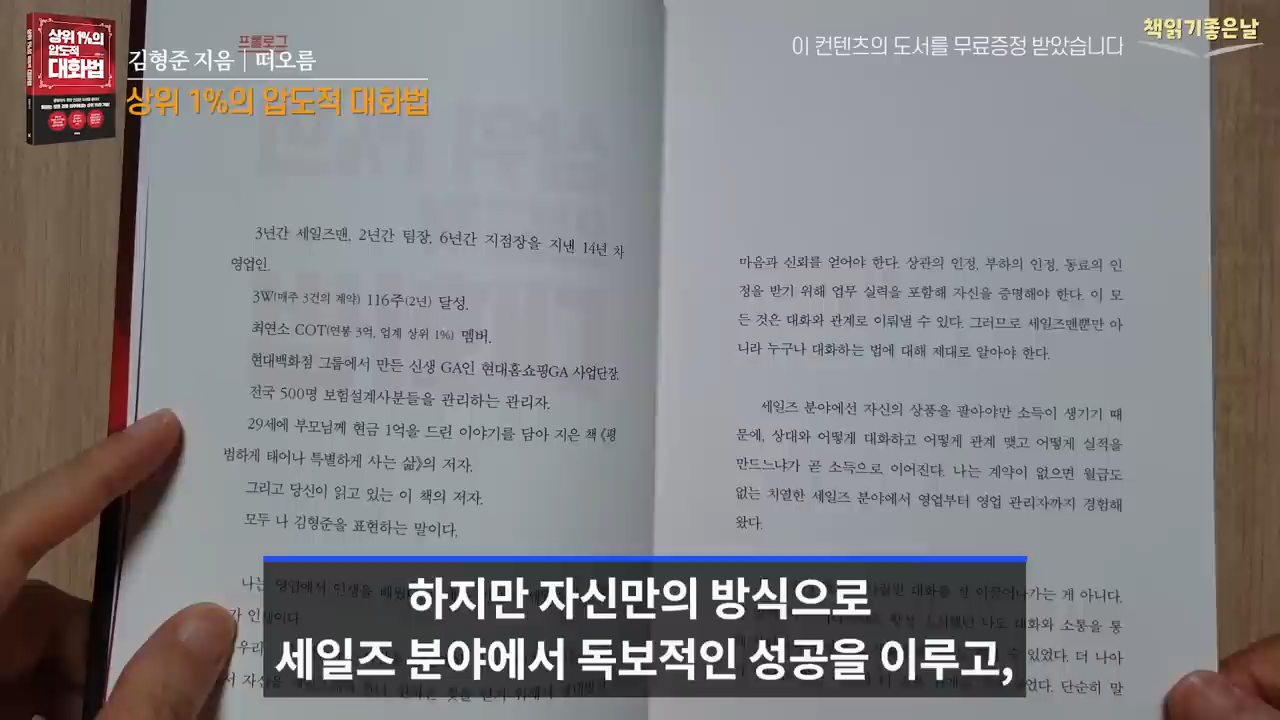 상위 1%의
압도적
대화법
프롤로그
김형준 지음 | 떠오름
상위 1%의 압도적 대화법
이 컨텐츠의 도서를 무료증정 받았습니다
책읽기좋은날
3년간 세일즈맨, 2년간 팀장, 6년간 지점장을 지낸 14년 차
영업인.
3W(매주 3건의 계약) 116주(2년) 달성.
최연소 COT(연봉 3억, 업계 상위 1%) 멤버.
현대백화점 그룹에서 만든 신생 GA인 현대홈쇼핑GA 사업단장.
전국 500명 보험설계사분들을 관리하는 관리자.
29세에 부모님께 현금 1억을 드린 이야기를 담아 지은 책 《평
범하게 태어나 특별하게 사는 삶》의 저자.
그리고 당신이 읽고 있는 이 책의 저자.
모두 나 김형준을 표현하는 말이다.
마음과 신뢰를 얻어야 한다. 상관의 인정, 부하의 인정, 동료의 인
정을 받기 위해 업무 실력을 포함해 자신을 증명해야 한다. 이 모
든 것은 대화와 관계로 이뤄낼 수 있다. 그러므로 세일즈맨뿐만 아
니라 누구나 대화하는 법에 대해 제대로 알아야 한다.
세일즈 분야에선 자신의 상품을 팔아야만 소득이 생기기 때
문에, 상대와 어떻게 대화하고 어떻게 관계 맺고 어떻게 실적을
만드느냐가 곧 소득으로 이어진다. 나는 계약이 없으면 월급도
없는 치열한 세일즈 분야에서 영업부터 영업 관리자까지 경험해
왔다.
하지만 자신만의 방식으로
세일즈 분야에서 독보적인 성공을 이루고,